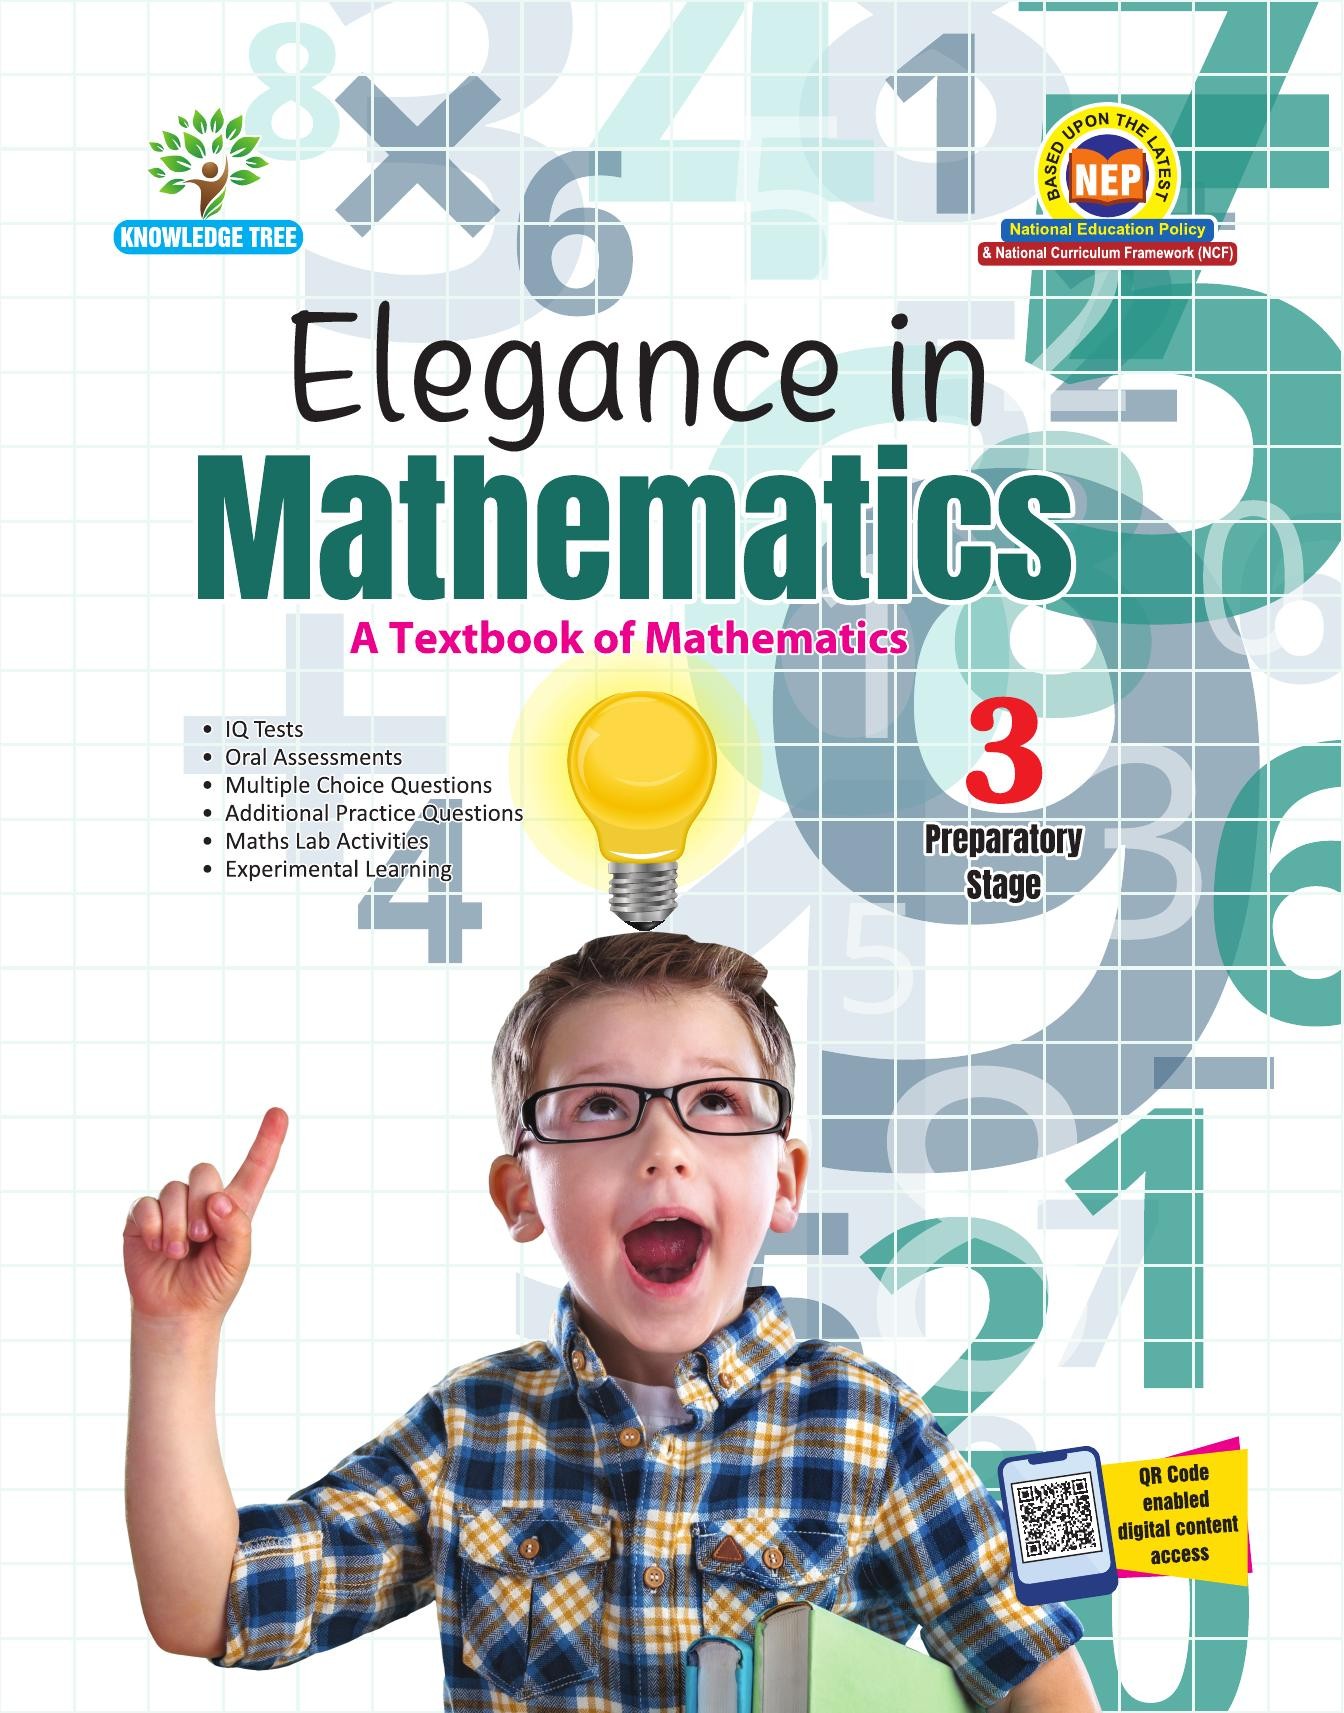 KNOWLEDGE TREE
BASED UPON THE LATEST
NEP
National Education Policy
& National Curriculum Framework (NCF)
Elegance in
Mathematics
A Textbook of Mathematics
• IQ Tests
• Oral Assessments
• Multiple Choice Questions
• Additional Practice Questions
• Maths Lab Activities
• Experimental Learning
3
Preparatory
Stage
QR Code
enabled
digital content
access